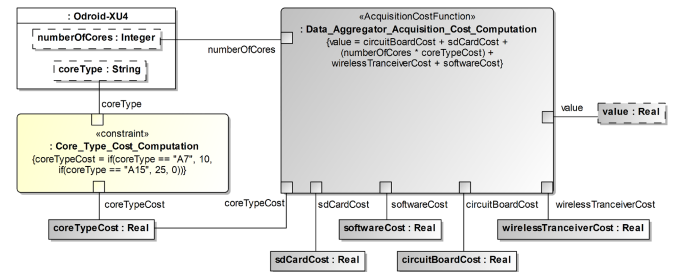 : Odroid-XU4
numberOfCores : Integer
coreType : String
numberOfCores
«AcquisitionCostFunction»
: Data_Aggregator_Acquisition_Cost_Computation
{value = circuitBoardCost + sdCardCost +
(numberOfCores * coreTypeCost) +
wirelessTranceiverCost + softwareCost}
value
value : Real
coreType
«constraint»
: Core_Type_Cost_Computation
{coreTypeCost = if(coreType == "A7", 10,
if(coreType == "A15", 25, 0))}
coreTypeCost
coreTypeCost
sdCardCost
softwareCost
circuitBoardCost
wirelessTranceiverCost
coreTypeCost : Real
softwareCost : Real
wirelessTranceiverCost : Real
sdCardCost : Real
circuitBoardCost : Real